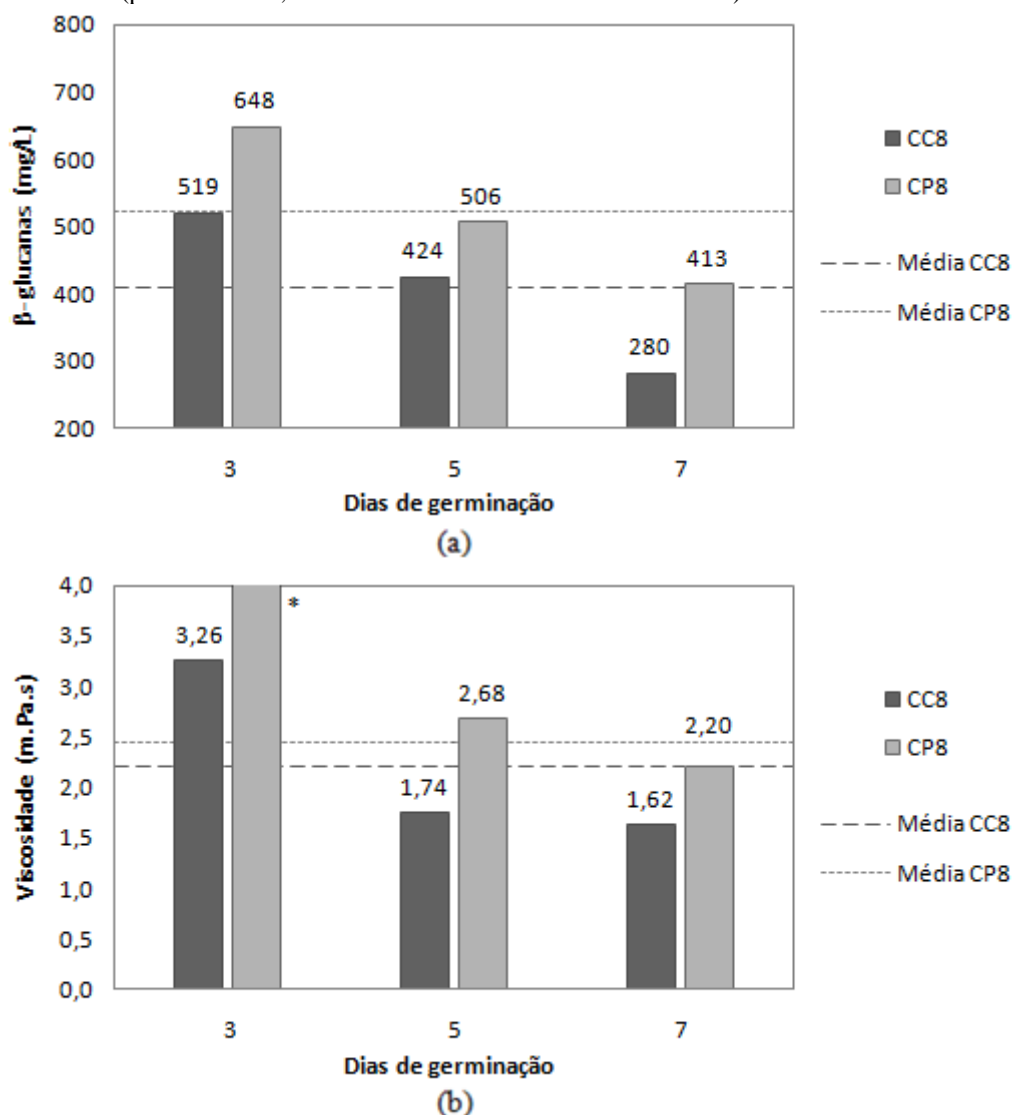 800
700
600
500
400
300
200
β-glucanas (mg/L)
519
648
424
506
280
413
3
5
7
Dias de germinação
CC8
CP8
Média CC8
Média CP8
(a)
4,0
3,5
3,0
2,5
2,0
1,5
1,0
0,5
0,0
Viscosidade (m.Pa.s)
3,26
*
1,74
2,68
1,62
2,20
3
5
7
Dias de germinação
CC8
CP8
Média CC8
Média CP8
(b)